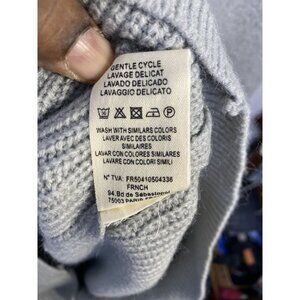 GENTLE CYCLE
LAVAGE DELICAT
LAVADO DELICADO
LAVAGGIO DELICATO
WASH WITH SIMILARS COLORS
LAVER AVEC DES COLORIS
SIMILAIRES
LAVAR CON COLORES SIMILARES
LAVARE CON COLORI SIMILI
N° TVA: FR50410504336
FRNCH
94.Bd de Sébastopol
75003 PARIS